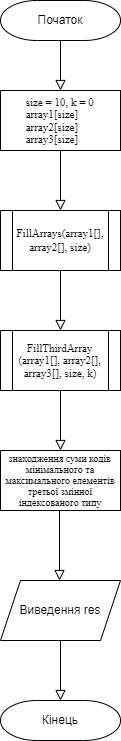 Початок
size = 10, k = 0
array1[size]
array2[size]
array3[size]
FillArrays(array1[],
array2[], size)
FillThirdArray
(array1[], array2[],
array3[], size, k)
знаходження суми кодів
мінімального та
максимального елементів
третьої змінної
індексованого типу
Виведення res
Кінець